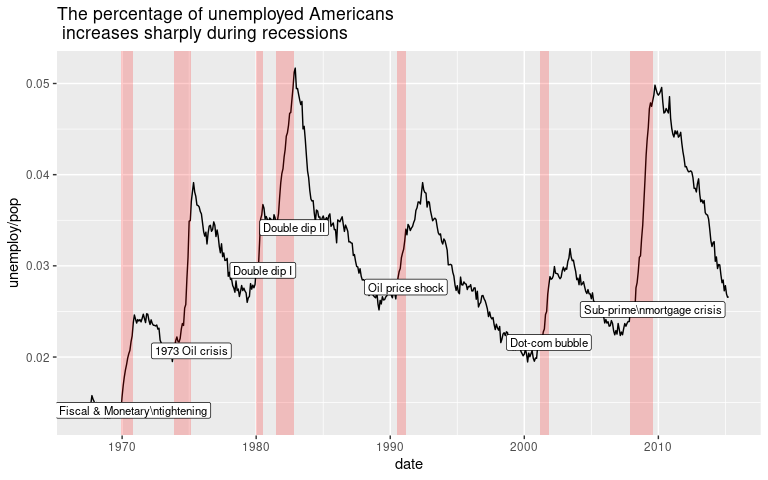 The percentage of unemployed Americans
increases sharply during recessions
unemploy/pop
0.05
0.04
0.03
0.02
Double dip II
Double dip I
Oil price shock
Sub-prime\nmortgage crisis
Dot-com bubble
1973 Oil crisis
Fiscal & Monetary\ntightening
1970
1980
1990
2000
2010
date